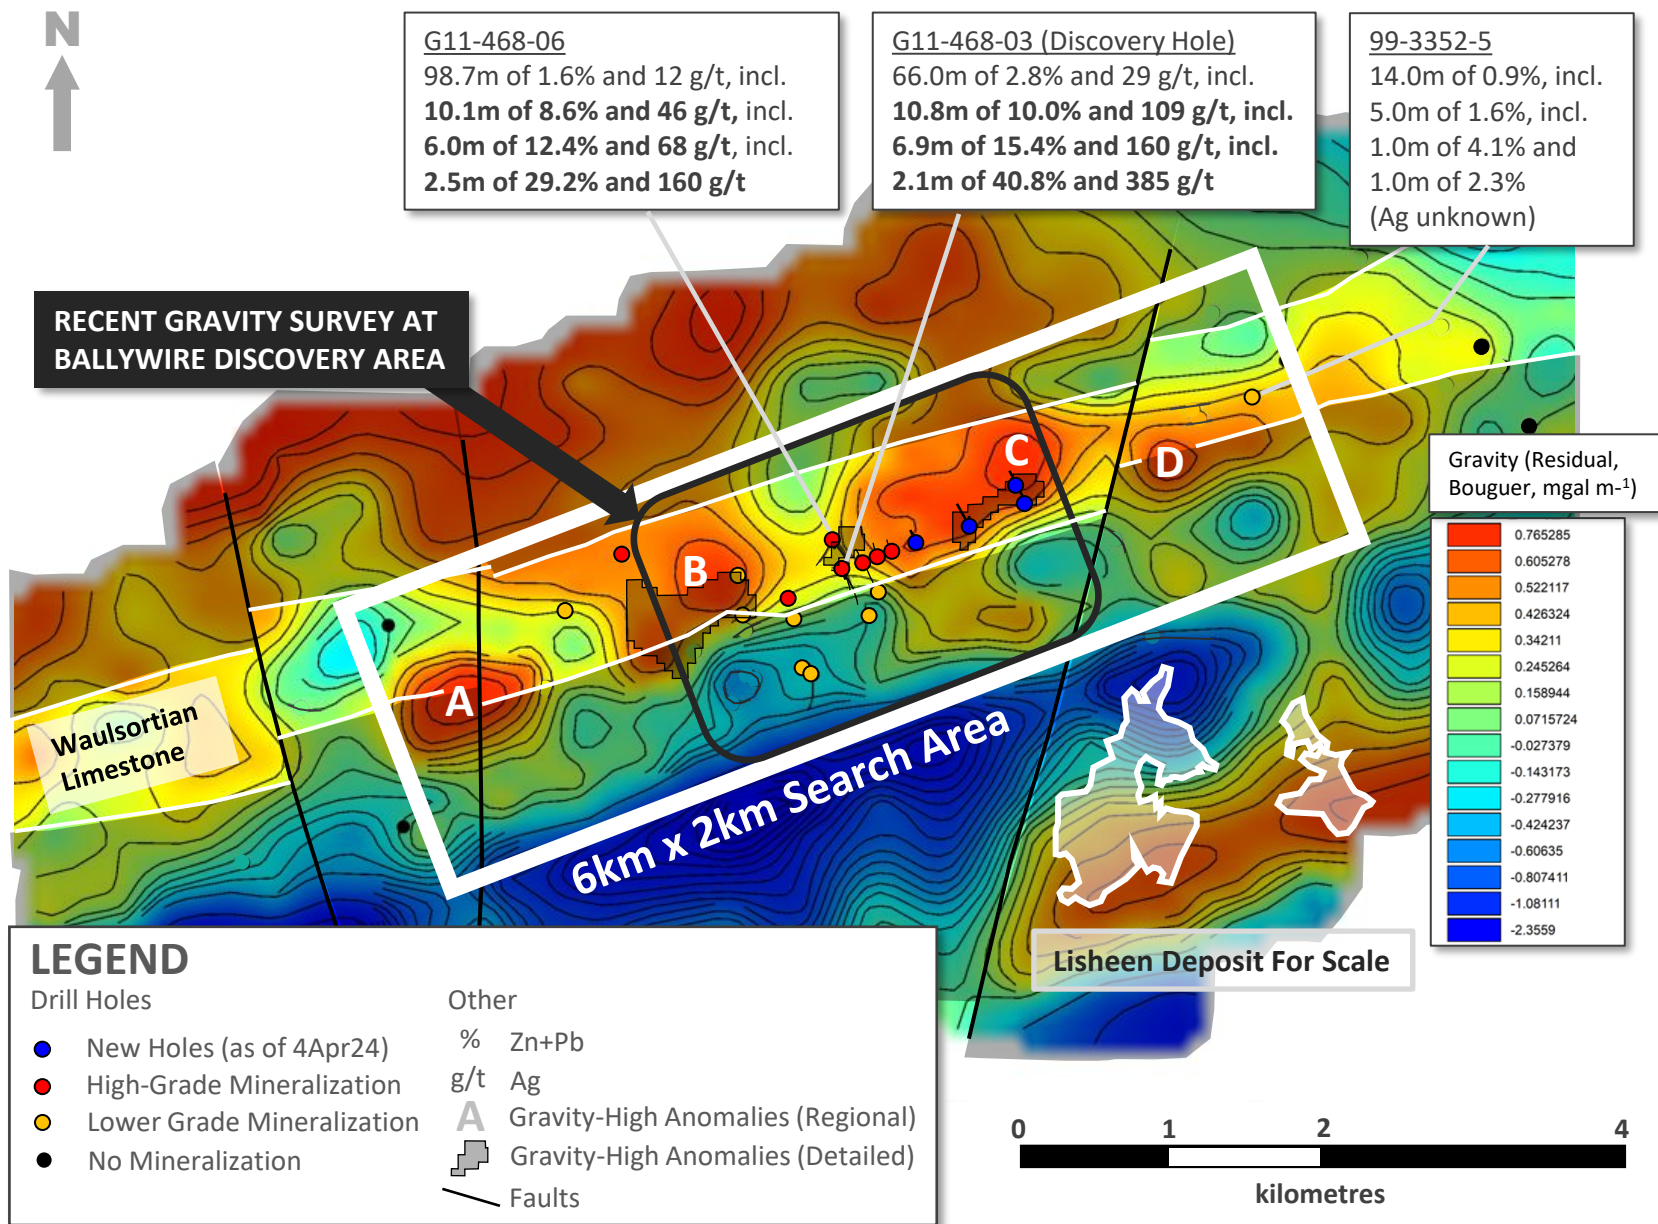 N
G11-468-06
98.7m of 1.6% and 12 g/t, incl.
10.1m of 8.6% and 46 g/t, incl.
6.0m of 12.4% and 68 g/t, incl.
2.5m of 29.2% and 160 g/t
G11-468-03 (Discovery Hole)
66.0m of 2.8% and 29 g/t, incl.
10.8m of 10.0% and 109 g/t, incl.
6.9m of 15.4% and 160 g/t, incl.
2.1m of 40.8% and 385 g/t
99-3352-5
14.0m of 0.9%, incl.
5.0m of 1.6%, incl.
1.0m of 4.1% and
1.0m of 2.3%
(Ag unknown)
RECENT GRAVITY SURVEY AT
BALLYWIRE DISCOVERY AREA
A
B
C
D
Waulsortian
Limestone
6km x 2km Search Area
Gravity (Residual,
Bouguer, mgal m-¹)
0.765285
0.605278
0.522117
0.426324
0.34211
0.245264
0.158944
0.0715724
-0.027379
-0.143173
-0.277916
-0.424237
-0.60635
-0.807411
-1.08111
-2.3559
Lisheen Deposit For Scale
LEGEND
Drill Holes
New Holes (as of 4Apr24)
High-Grade Mineralization
Lower Grade Mineralization
No Mineralization
Other
% Zn+Pb
g/t Ag
A Gravity-High Anomalies (Regional)
Gravity-High Anomalies (Detailed)
Faults
0 1 2 4
kilometres